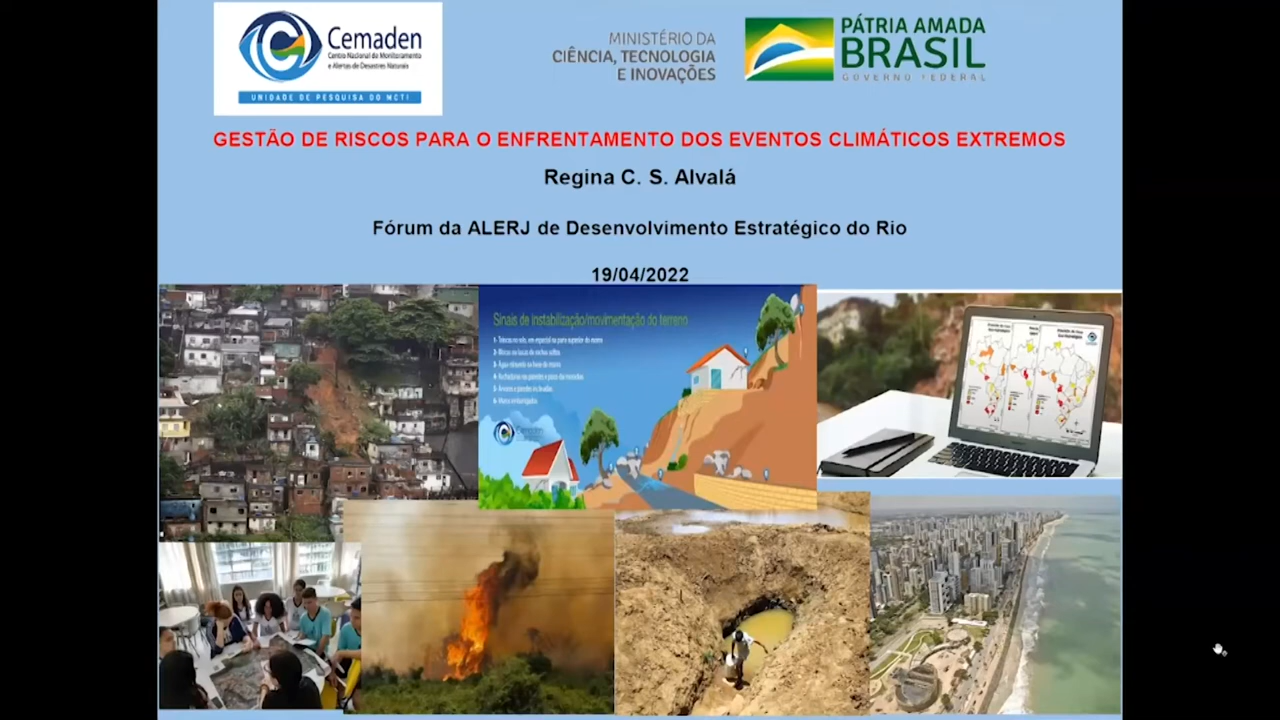 Cemaden
Centro Nacional de Monitoramento
e Alertas de Desastres Naturais
UNIDADE DE PESQUISA DO MCTI
MINISTÉRIO DA
CIÊNCIA, TECNOLOGIA
E INOVAÇÕES
PÁTRIA AMADA
BRASIL
GOVERNO FEDERAL
GESTÃO DE RISCOS PARA O ENFRENTAMENTO DOS EVENTOS CLIMÁTICOS EXTREMOS
Regina C. S. Alvalá
Fórum da ALERJ de Desenvolvimento Estratégico do Rio
19/04/2022
Sinais de instabilização/movimentação do terreno
Cemaden